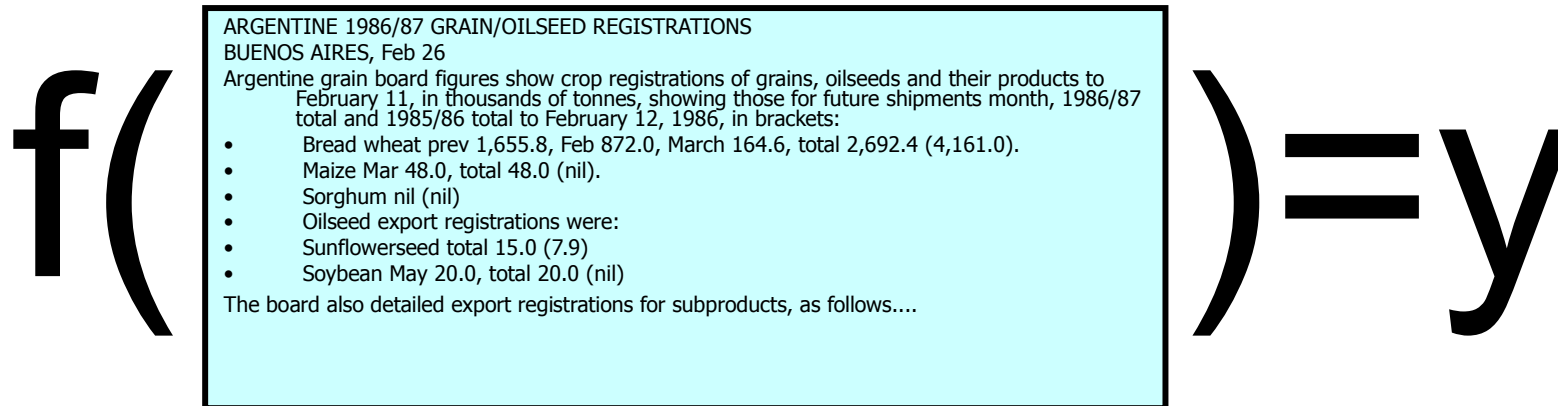 f(
ARGENTINE 1986/87 GRAIN/OILSEED REGISTRATIONS
BUENOS AIRES, Feb 26
Argentine grain board figures show crop registrations of grains, oilseeds and their products to
February 11, in thousands of tonnes, showing those for future shipments month, 1986/87
total and 1985/86 total to February 12, 1986, in brackets:
• Bread wheat prev 1,655.8, Feb 872.0, March 164.6, total 2,692.4 (4,161.0).
• Maize Mar 48.0, total 48.0 (nil).
• Sorghum nil (nil)
• Oilseed export registrations were:
• Sunflowerseed total 15.0 (7.9)
• Soybean May 20.0, total 20.0 (nil)
The board also detailed export registrations for subproducts, as follows....
)=y